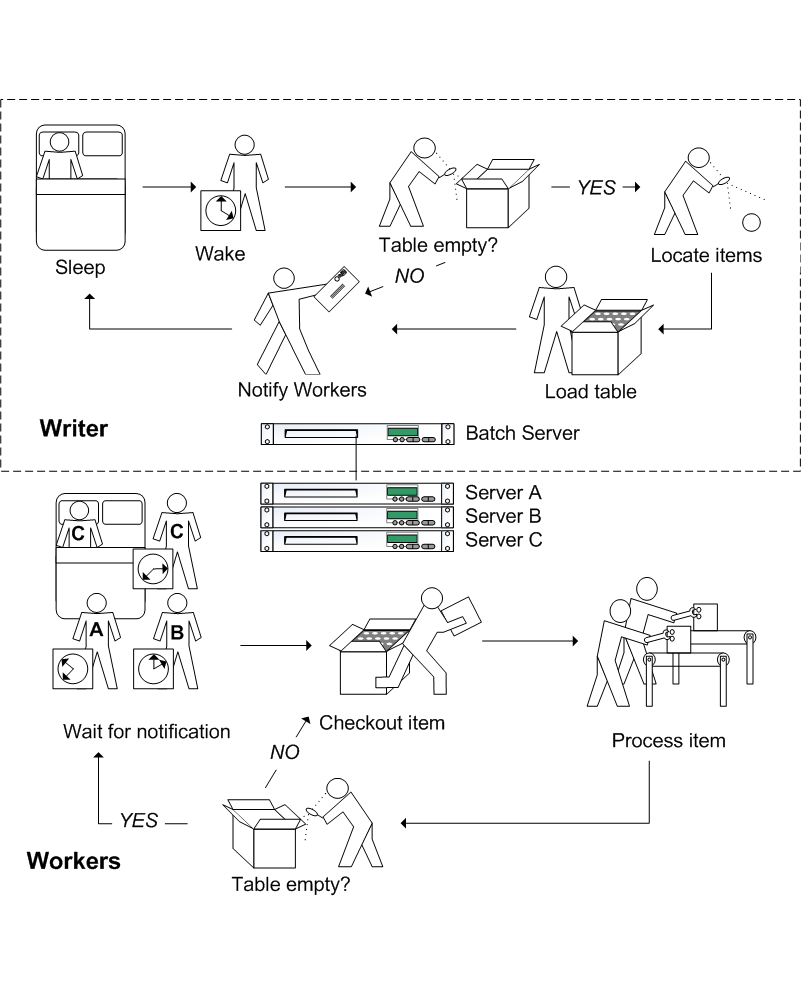 Sleep
Wake
Table empty?
YES
Locate items
NO
Notify Workers
Load table
Writer
Batch Server
Server A
Server B
Server C
C
C
A
B
Wait for notification
Checkout item
Process item
NO
YES
Table empty?
Workers